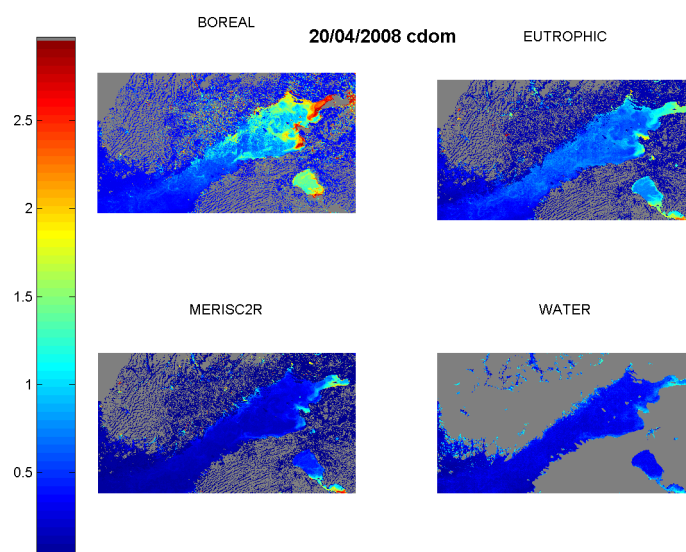 BOREAL
20/04/2008 cdom
EUTROPHIC
2.5
2
1.5
1
0.5
MERISC2R
WATER